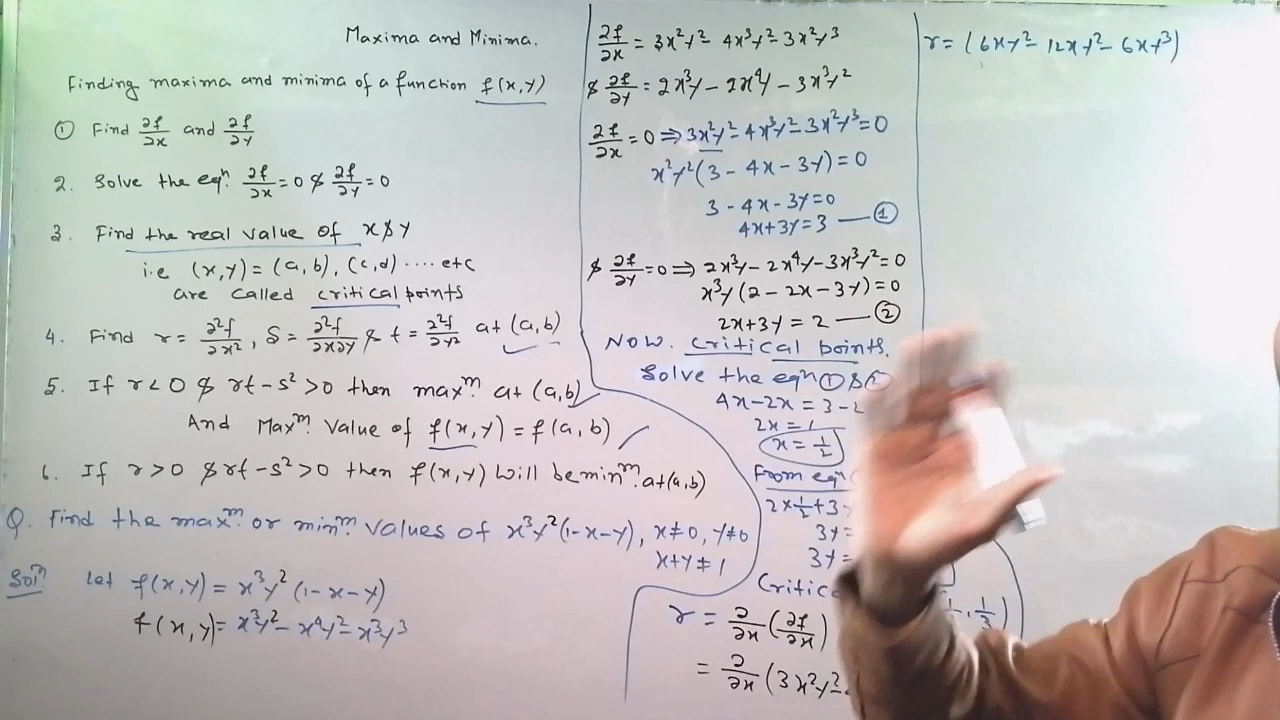 Maxima and Minima.
Finding maxima and minima of a function f(x,y)
① Find ∂f/∂x and ∂f/∂y
2. Solve the eqⁿ. ∂f/∂x = 0 & ∂f/∂y = 0
3. Find the real value of x & y
i.e (x,y) = (a,b), (c,d) .... etc
are called critical points
4. Find r = ∂²f/∂x², s = ∂²f/∂x∂y & t = ∂²f/∂y² at (a,b)
5. If r < 0 & rt - s² > 0 then maxᵐ. at (a,b)
And Maxᵐ. Value of f(x,y) = f(a,b)
6. If r > 0 & rt - s² > 0 then f(x,y) will be minᵐ. at (a,b)
Q. Find the maxᵐ. or minᵐ. values of x³y²(1-x-y), x≠0, y≠0
x+y≠1
Solⁿ. Let f(x,y) = x³y² (1-x-y)
f(x,y) = x³y² - x⁴y² - x³y³
∂f/∂x = 3x²y² - 4x³y² - 3x²y³
& ∂f/∂y = 2x³y - 2x⁴y - 3x³y²
∂f/∂x = 0 ⇒ 3x²y² - 4x³y² - 3x²y³ = 0
x²y²(3 - 4x - 3y) = 0
3 - 4x - 3y = 0
4x + 3y = 3 — ①
& ∂f/∂y = 0 ⇒ 2x³y - 2x⁴y - 3x³y² = 0
x³y (2 - 2x - 3y) = 0
2x + 3y = 2 — ②
Now. critical points.
Solve the eqⁿ ① &
4x - 2x = 3 - 2
2x = 1
x = 1/2
From eqⁿ
2×1/2 + 3
3y =
3y =
, 1/3)
r = ∂/∂x (∂f/∂x)
= ∂/∂x (3x²y² -
r = (6xy² - 12x²y² - 6xy³)